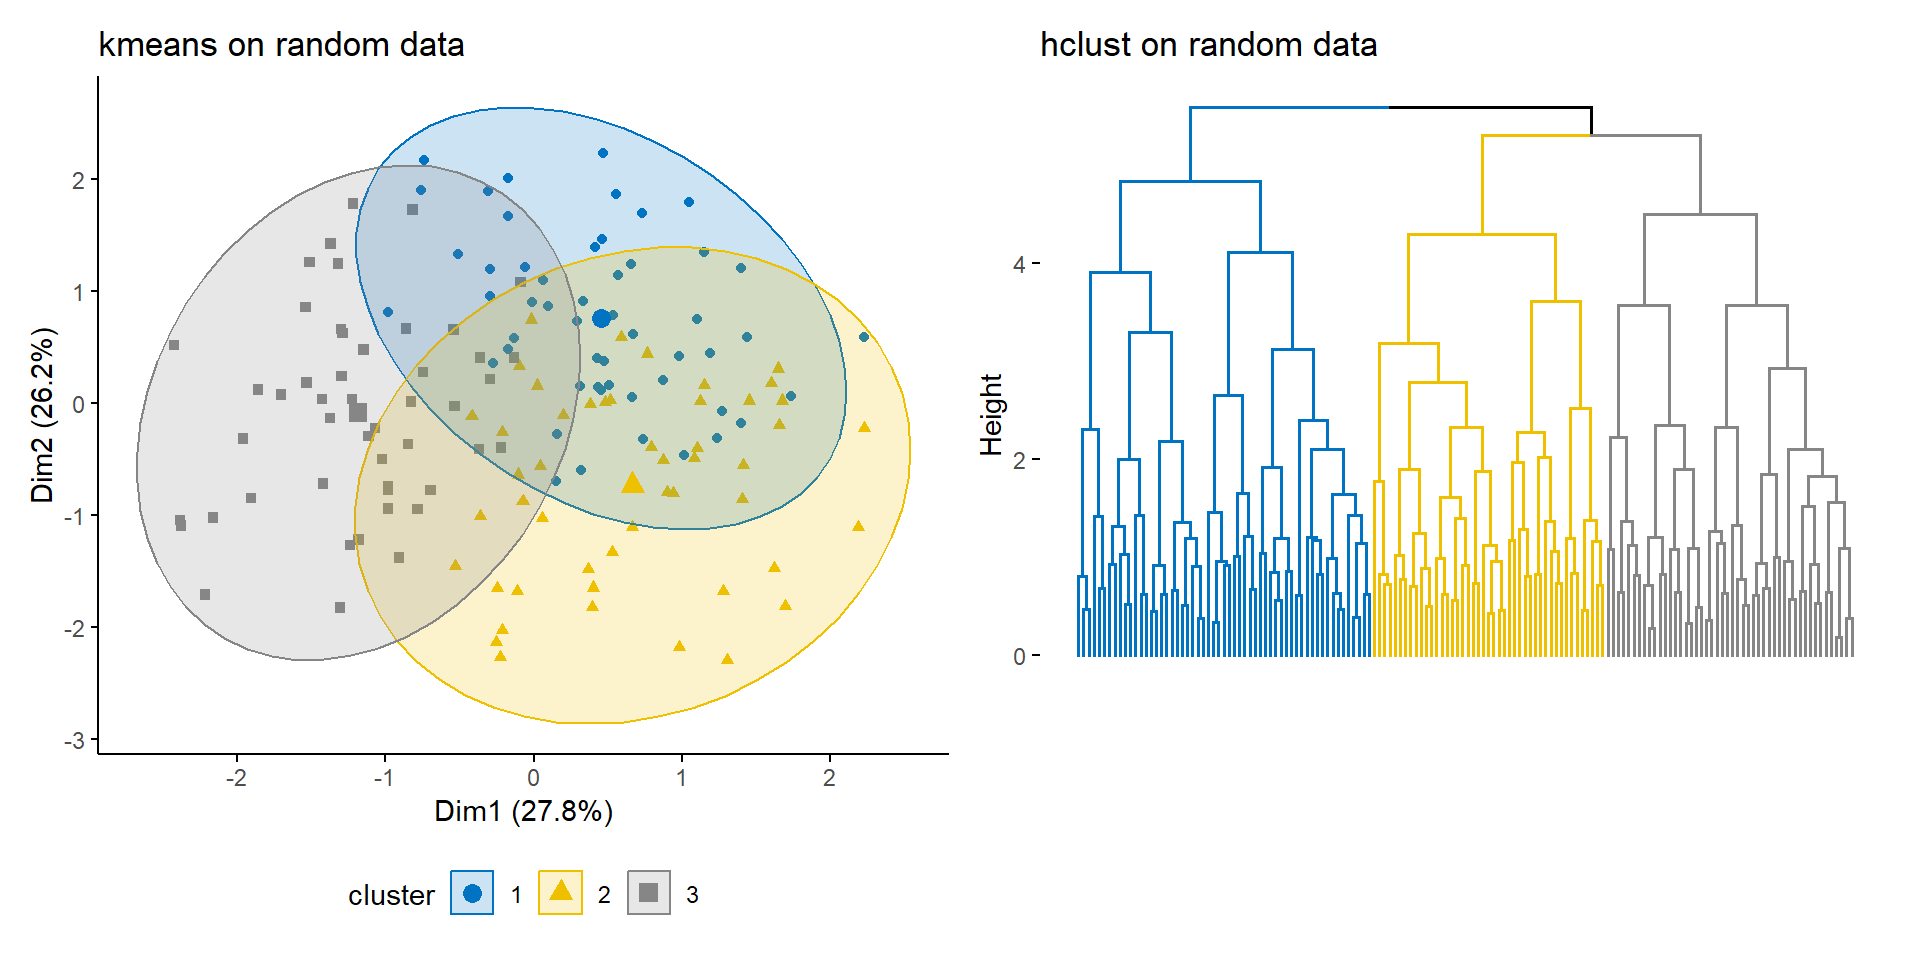 kmeans on random data
2
1
0
-1
-2
-3
Dim2 (26.2%)
-2
-1
0
1
2
Dim1 (27.8%)
cluster
1
2
3
hclust on random data
4
2
0
Height